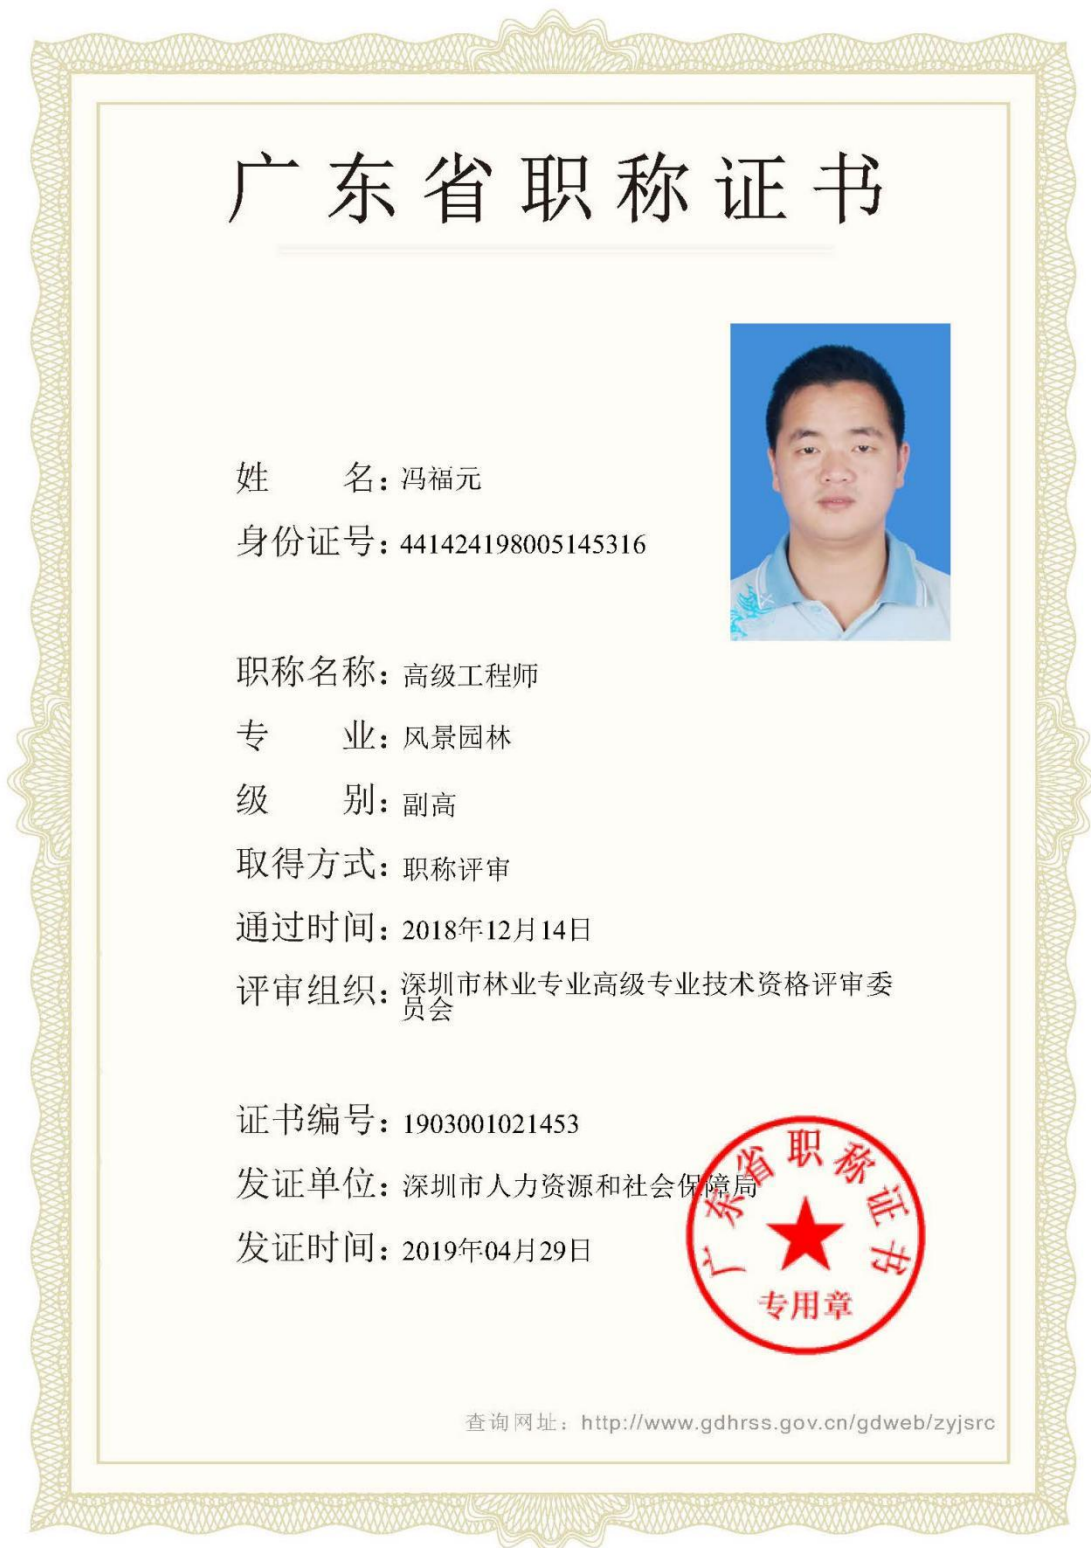 广东省职称证书
姓　　名：冯福元
身份证号：441424198005145316
职称名称：高级工程师
专　　业：风景园林
级　　别：副高
取得方式：职称评审
通过时间：2018年12月14日
评审组织：深圳市林业专业高级专业技术资格评审委
员会
证书编号：1903001021453
发证单位：深圳市人力资源和社会保障局
发证时间：2019年04月29日
广东省职称证书
专用章
查询网址：http://www.gdhrss.gov.cn/gdweb/zyjsrc